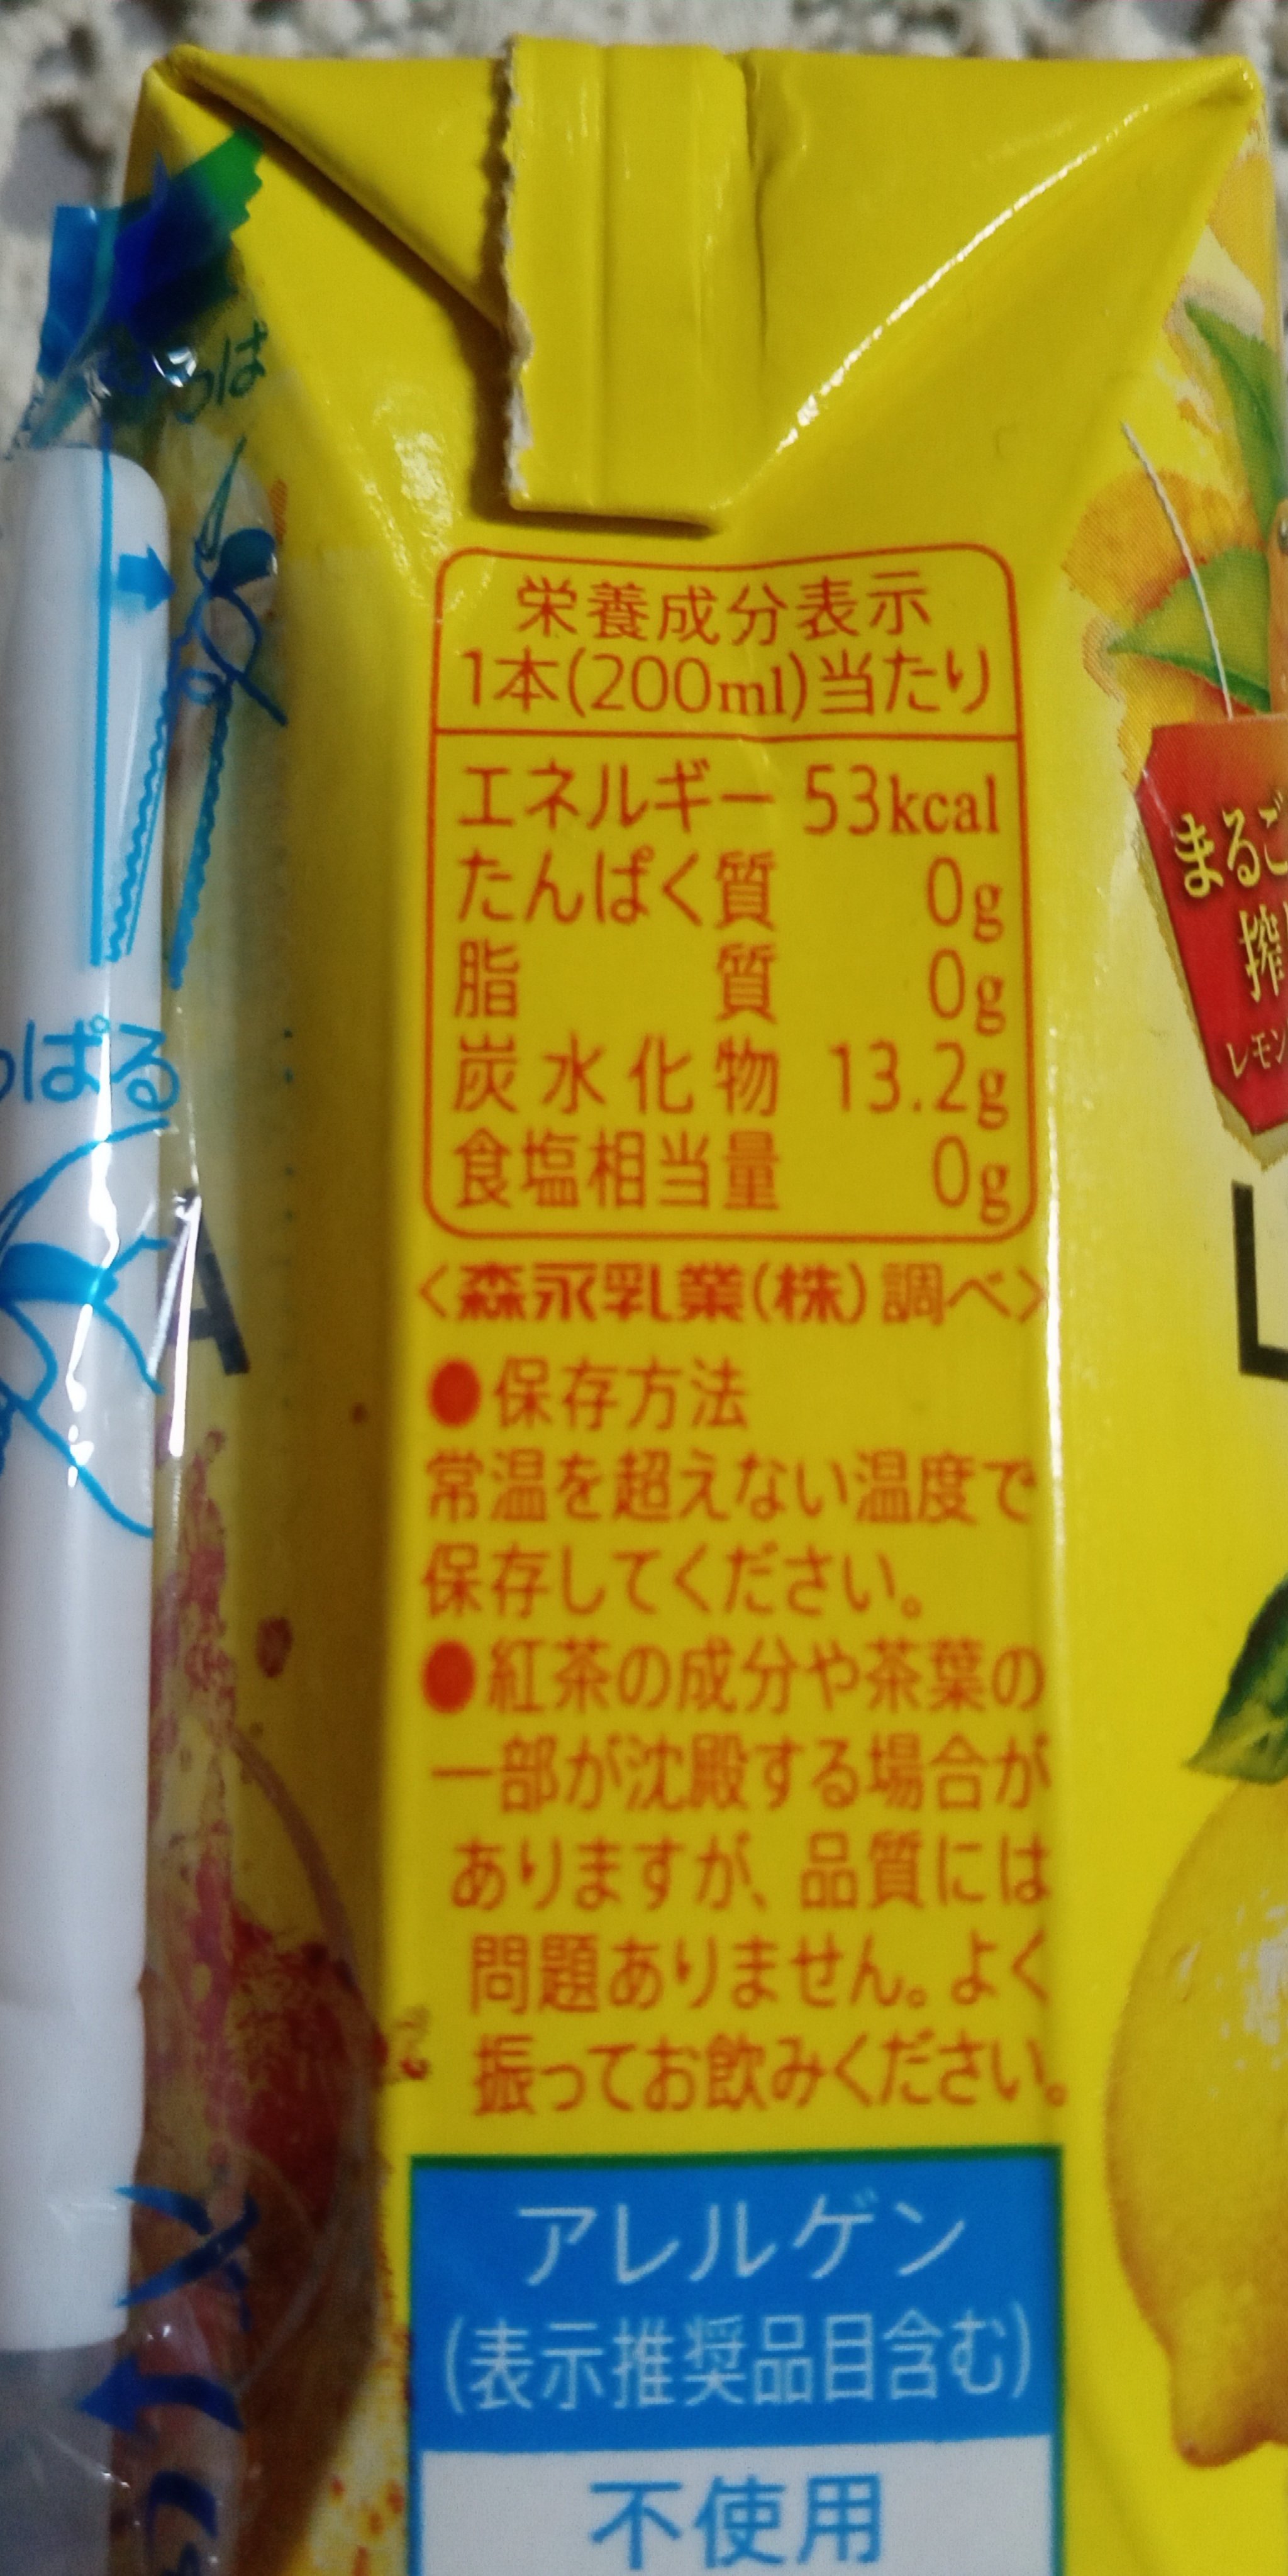 栄養成分表示
1本(200ml)当たり
エネルギー 53kcal
たんぱく質 0g
脂質 0g
炭水化物 13.2g
食塩相当量 0g
<森永乳業(株)調べ>
●保存方法
常温を超えない温度で
保存してください。
●紅茶の成分や茶葉の
一部が沈殿する場合が
ありますが、品質には
問題ありません。よく
振ってお飲みください。
アレルゲン
(表示推奨品目含む)
不使用
まるご
搾
レモン
L
っぱる
A